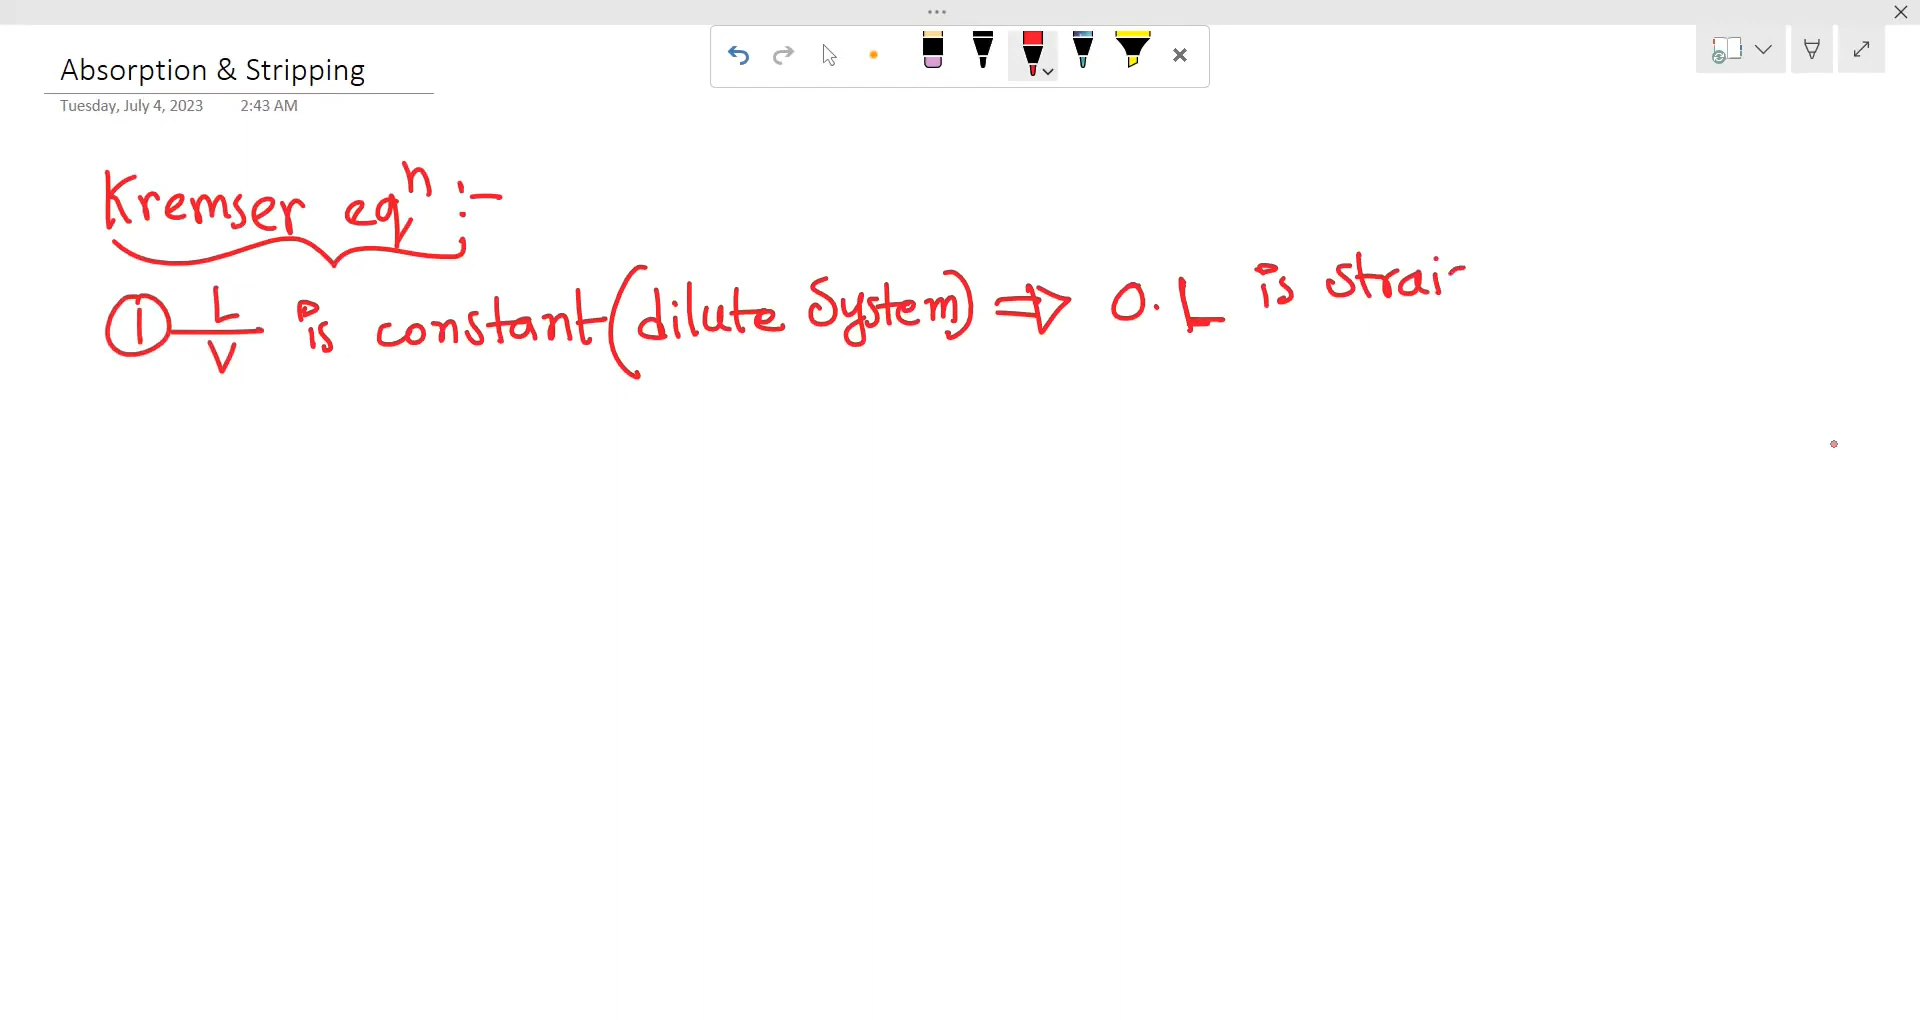 Absorption & Stripping
Tuesday, July 4, 2023 2:43 AM
Kremser eqⁿ :-
① L/V is constant (dilute System) ⇒ O.L is strai